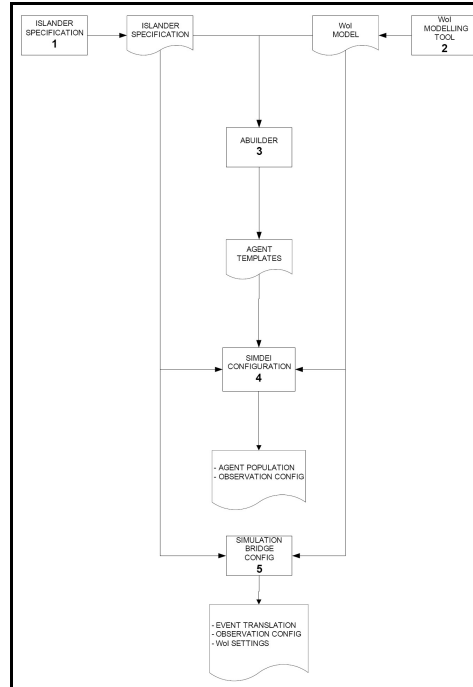 ISLANDER
SPECIFICATION
1
ISLANDER
SPECIFICATION
WoI
MODEL
WoI
MODELLING
TOOL
2
ABUILDER
3
AGENT
TEMPLATES
SIMDEI
CONFIGURATION
4
- AGENT POPULATION
- OBSERVATION CONFIG
SIMULATION
BRIDGE
CONFIG
5
- EVENT TRANSLATION
- OBSERVATION CONFIG
- WoI SETTINGS